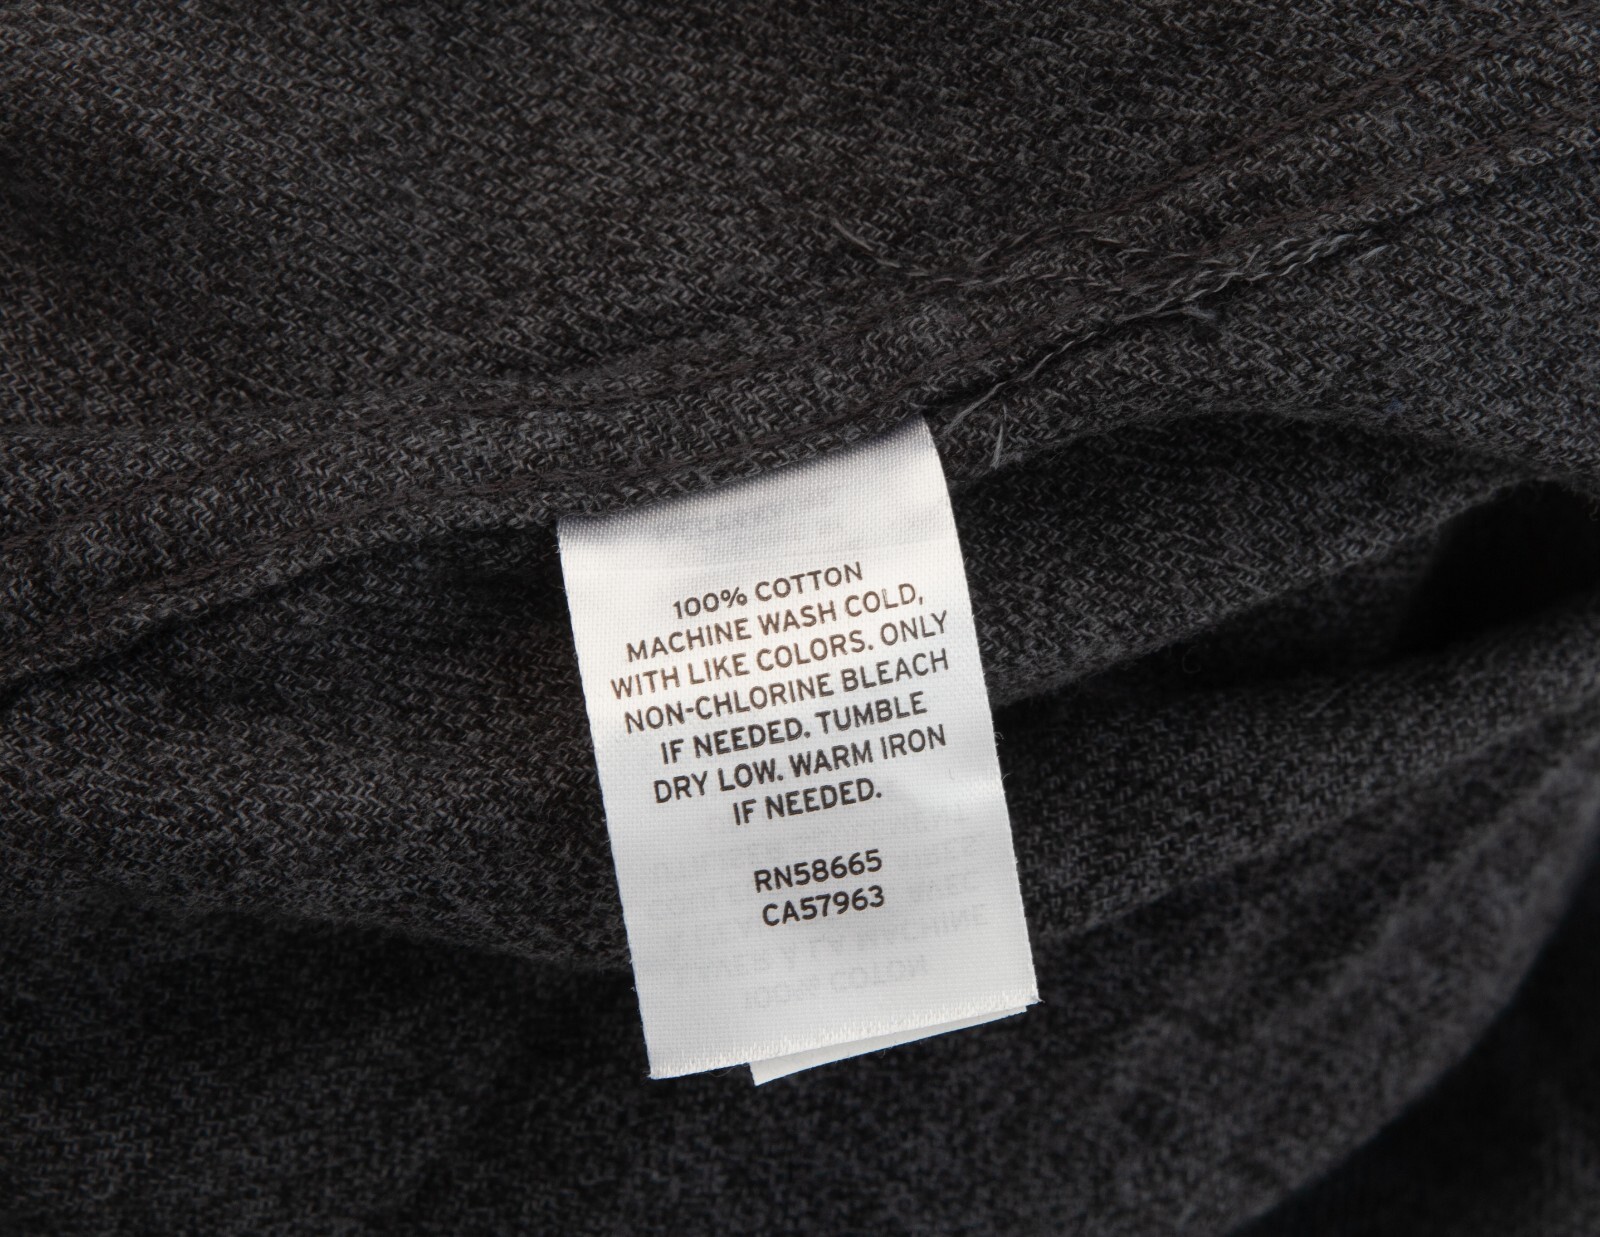 100% COTTON
MACHINE WASH COLD,
WITH LIKE COLORS. ONLY
NON-CHLORINE BLEACH
IF NEEDED. TUMBLE
DRY LOW. WARM IRON
IF NEEDED.
RN58665
CA57963